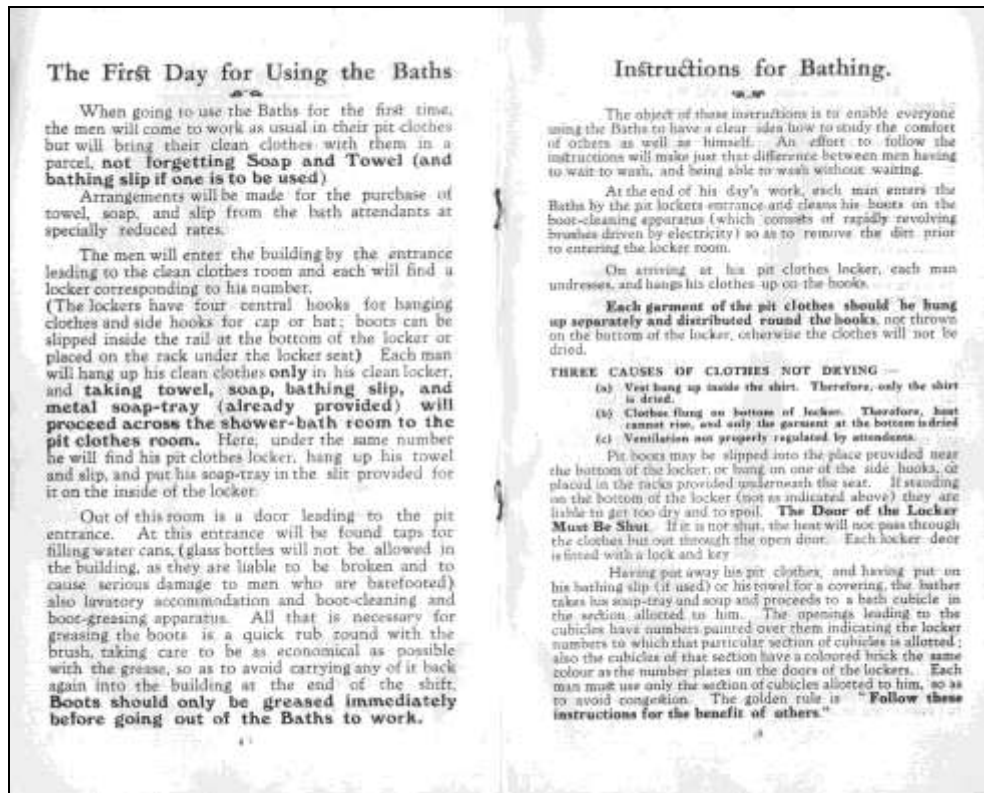 The First Day for Using the Baths
When going to use the Baths for the first time,
the men will come to work as usual in their pit clothes
but will bring their clean clothes with them in a
parcel, not forgetting Soap and Towel (and
bathing slip if one is to be used)
Arrangements will be made for the purchase of
towel, soap, and slip from the bath attendants at
specially reduced rates.
The men will enter the building by the entrance
leading to the clean clothes room and each will find a
locker corresponding to his number.
(The lockers have four central hooks for hanging
clothes and side hooks for cap or hat; boots can be
slipped inside the rail at the bottom of the locker or
placed on the rack under the locker seat) Each man
will hang up his clean clothes only in his clean locker,
and taking towel, soap, bathing slip, and
metal soap-tray (already provided) will
proceed across the shower-bath room to the
pit clothes room. Here, under the same number
he will find his pit clothes locker, hang up his towel
and slip, and put his soap-tray in the slit provided for
it on the inside of the locker.
Out of this room is a door leading to the pit
entrance. At this entrance will be found taps for
filling water cans, (glass bottles will not be allowed in
the building, as they are liable to be broken and to
cause serious damage to men who are barefooted)
also lavatory accommodation and boot-cleaning and
boot-greasing apparatus. All that is necessary for
greasing the boots is a quick rub round with the
brush, taking care to be as economical as possible
with the grease, so as to avoid carrying any of it back
again into the building at the end of the shift.
Boots should only be greased immediately
before going out of the Baths to work.
Instructions for Bathing.
The object of these instructions is to enable everyone
using the Baths to have a clear idea how to study the comfort
of others as well as himself. An effort to follow the
instructions will make just that difference between men having
to wait to wash, and being able to wash without waiting.
At the end of his day's work, each man enters the
Baths by the pit lockers entrance and cleans his boots on the
boot-cleaning apparatus (which consists of rapidly revolving
brushes driven by electricity) so as to remove the dirt prior
to entering the locker room.
On arriving at his pit clothes locker, each man
undresses, and hangs his clothes up on the hooks.
Each garment of the pit clothes should be hung
up separately and distributed round the hooks, not thrown
on the bottom of the locker, otherwise the clothes will not be
dried.
THREE CAUSES OF CLOTHES NOT DRYING —
(a) Vest hung up inside the shirt. Therefore, only the shirt
is dried.
(b) Clothes flung on bottom of locker. Therefore, heat
cannot rise, and only the garment at the bottom is dried
(c) Ventilation not properly regulated by attendants.
Pit boots may be slipped into the place provided near
the bottom of the locker, or hung on one of the side hooks, or
placed in the racks provided underneath the seat. If standing
on the bottom of the locker (not as indicated above) they are
liable to get too dry and to spoil. The Door of the Locker
Must Be Shut. If it is not shut, the heat will not pass through
the clothes but out through the open door. Each locker door
is fitted with a lock and key
Having put away his pit clothes, and having put on
his bathing slip (if used) or his towel for a covering, the bather
takes his soap-tray and soap and proceeds to a bath cubicle in
the section allotted to him. The openings leading to the
cubicles have numbers painted over them indicating the locker
numbers to which that particular section of cubicles is allotted;
also the cubicles of that section have a coloured brick the same
colour as the number plates on the doors of the lockers. Each
man must use only the section of cubicles allotted to him, so as
to avoid congestion. The golden rule is "Follow these
instructions for the benefit of others."